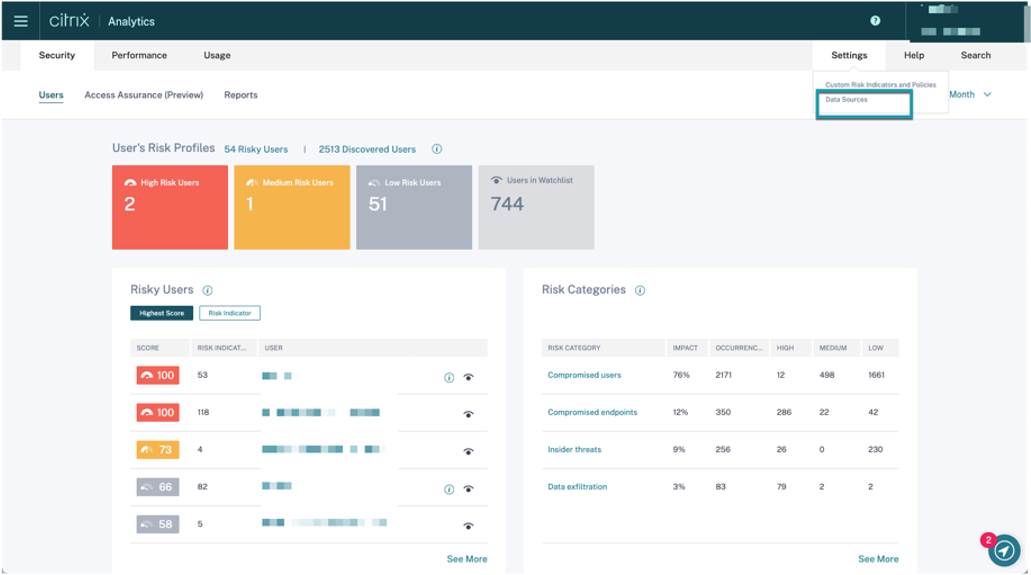 citrix | Analytics
Security Performance Usage Settings Help Search
Custom Risk Indicators and Policies
Data Sources
Users Access Assurance (Preview) Reports Month
User's Risk Profiles 54 Risky Users | 2513 Discovered Users
High Risk Users Medium Risk Users Low Risk Users Users in Watchlist
2 1 51 744
Risky Users Risk Categories
Highest Score Risk Indicator
SCORE RISK INDICAT... USER RISK CATEGORY IMPACT OCCURRENC... HIGH MEDIUM LOW
100 53 Compromised users 76% 2171 12 498 1661
100 118 Compromised endpoints 12% 350 286 22 42
73 4 Insider threats 9% 256 26 0 230
66 82 Data exfiltration 3% 83 79 2 2
58 5
See More See More
2